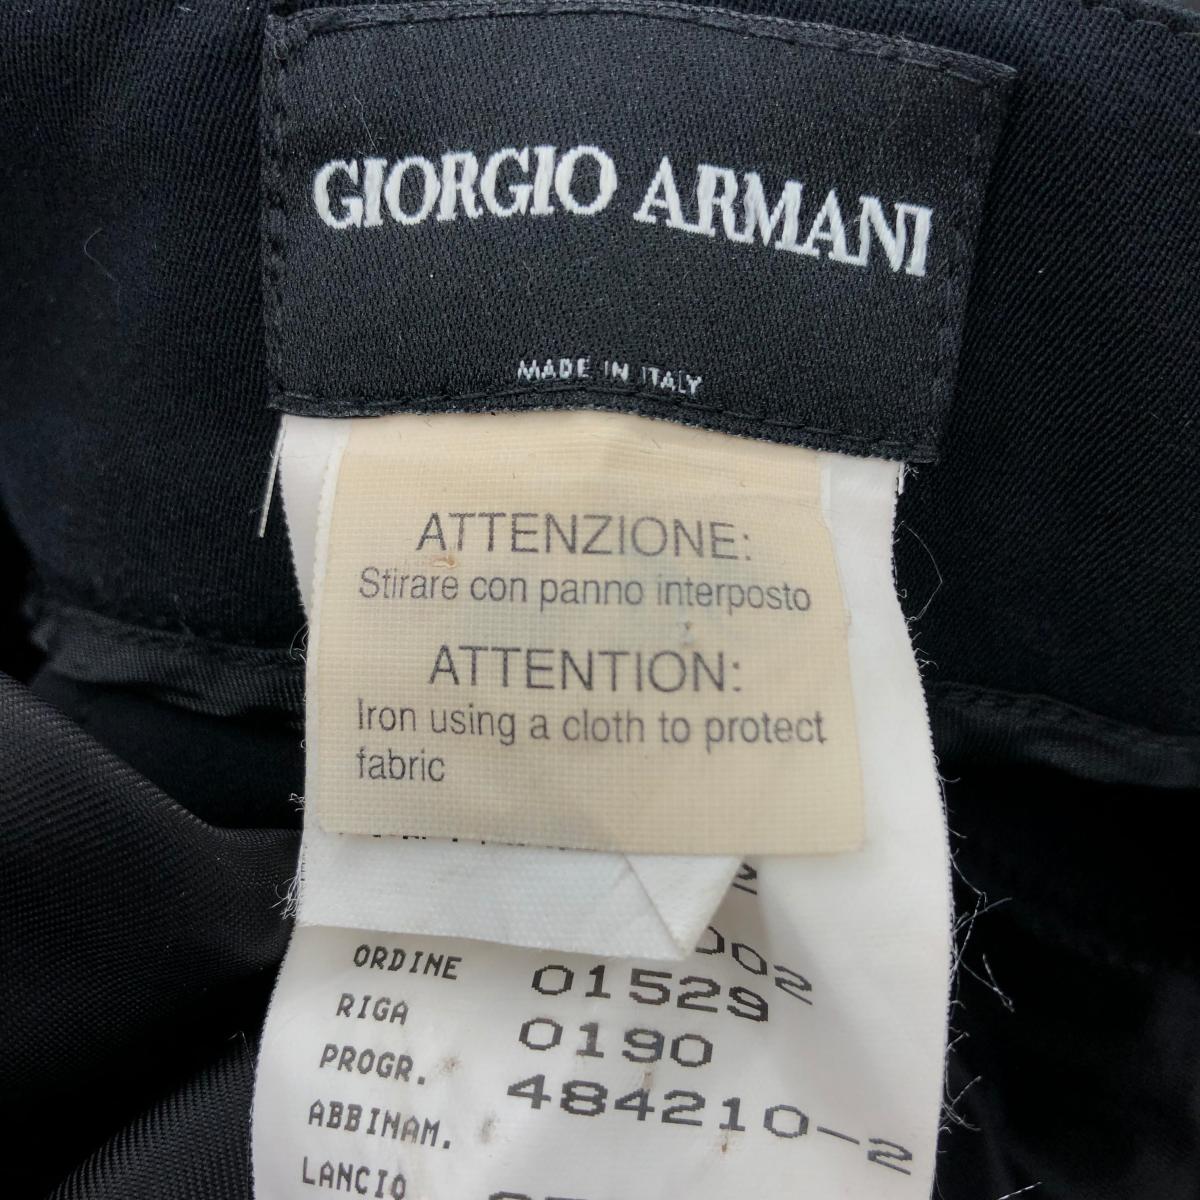 GIORGIO ARMANI
MADE IN ITALY
ATTENZIONE:
Stirare con panno interposto
ATTENTION:
Iron using a cloth to protect
fabric
002
ORDINE 01529
RIGA 0190
PROGR. 484210-2
ABBINAM.
LANCIO